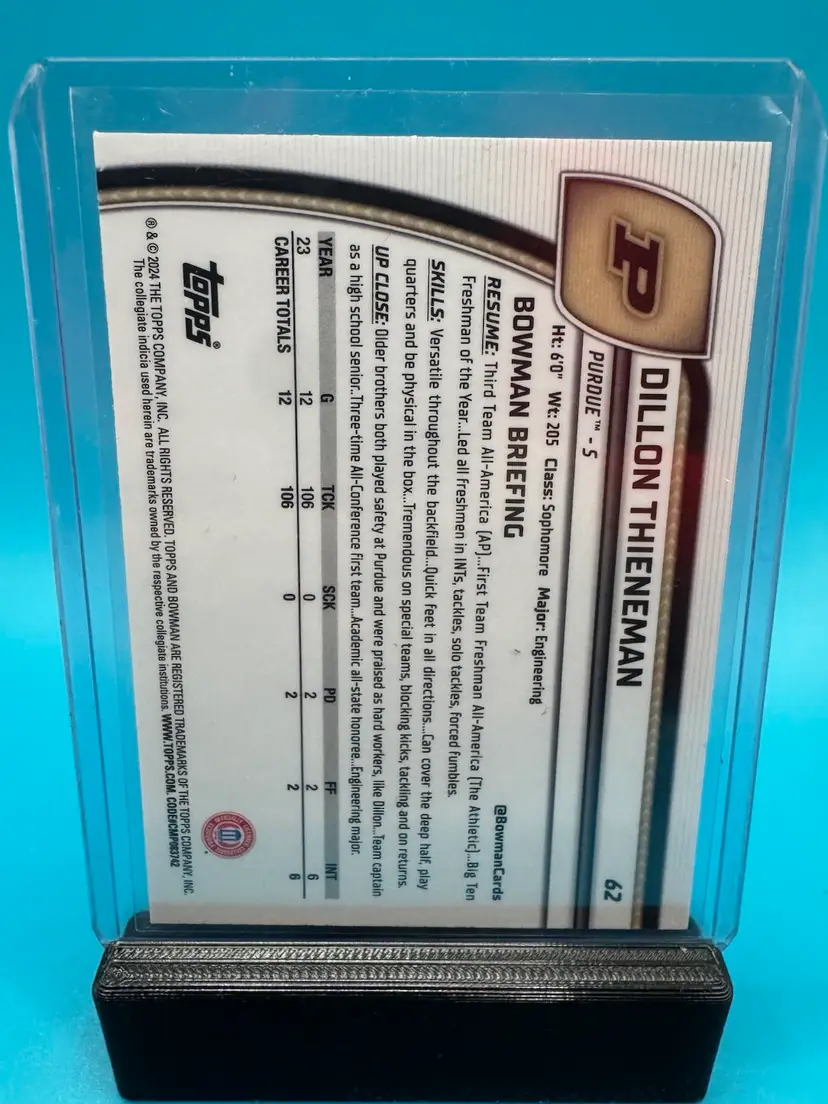 62
DILLON THIENEMAN
P
PURDUE™ - S
Ht: 6'0" Wt: 205 Class: Sophomore Major: Engineering
BOWMAN BRIEFING
@BowmanCards
RESUME: Third Team All-America (AP)...First Team Freshman All-America (The Athletic)...Big Ten
Freshman of the Year...Led all freshmen in INTs, tackles, solo tackles, forced fumbles.
SKILLS: Versatile throughout the backfield...Quick feet in all directions...Can cover the deep half, play
quarters and be physical in the box...Tremendous on special teams, blocking kicks, tackling and on returns.
UP CLOSE: Older brothers both played safety at Purdue and were praised as hard workers, like Dillon...Team captain
as a high school senior...Three-time All-Conference first team...Academic all-state honoree...Engineering major.
YEAR G TCK SCK PD FF INT
23 12 106 0 2 2 6
CAREER TOTALS 12 106 0 2 2 6
topps®
® & © 2024 THE TOPPS COMPANY, INC. ALL RIGHTS RESERVED. TOPPS AND BOWMAN ARE REGISTERED TRADEMARKS OF THE TOPPS COMPANY, INC.
The collegiate indicia used herein are trademarks owned by the respective collegiate institutions. WWW.TOPPS.COM. CODE#CMP083742